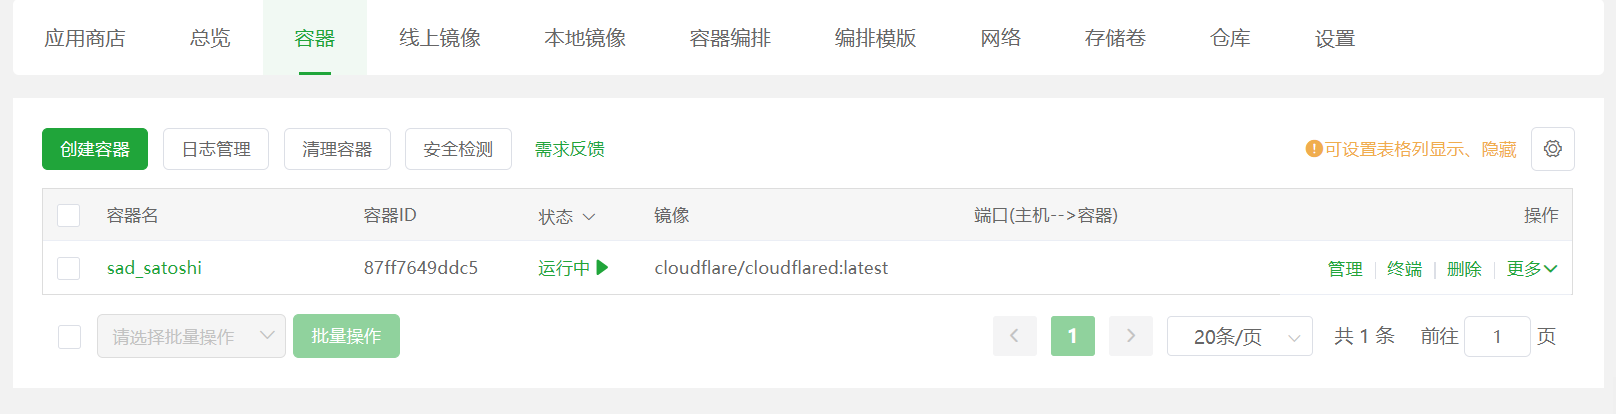 应用商店 总览 容器 线上镜像 本地镜像 容器编排 编排模版 网络 存储卷 仓库 设置
创建容器 日志管理 清理容器 安全检测 需求反馈 可设置表格列显示、隐藏
容器名 容器ID 状态 镜像 端口(主机-->容器) 操作
sad_satoshi 87ff7649ddc5 运行中 cloudflare/cloudflared:latest 管理 终端 删除 更多
请选择批量操作 批量操作 1 20条/页 共 1 条 前往 1 页